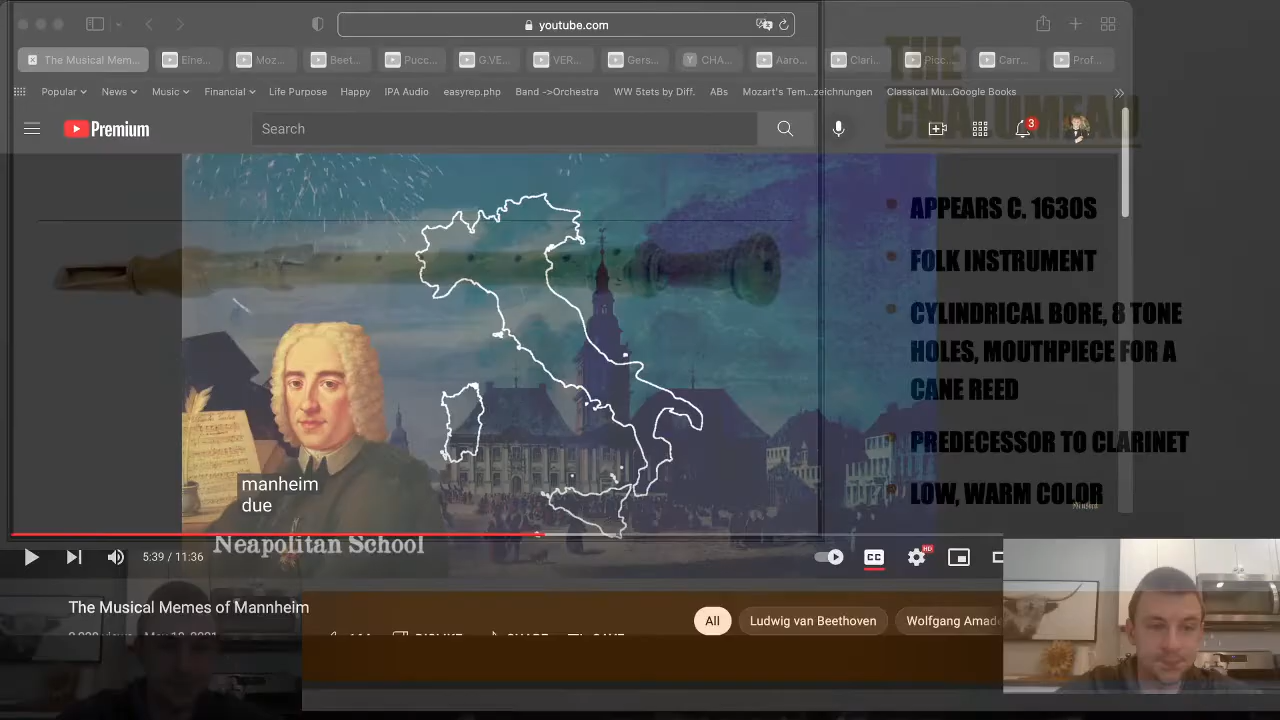 youtube.com
The Musical Mem...
Eine...
Moz...
Beet...
Pucc...
G.VE...
VER...
Gers...
CHA...
Aaro...
Clari...
Picc...
Carr...
Prof...
Popular
News
Music
Financial
Life Purpose
Happy
IPA Audio
easyrep.php
Band ->Orchestra
WW 5tets by Diff.
ABs
Mozart's Tem...zeichnungen
Classical Mu...Google Books
Premium
Search
3
THE
CHALUMEAU
APPEARS C. 1630S
FOLK INSTRUMENT
CYLINDRICAL BORE, 8 TONE
HOLES, MOUTHPIECE FOR A
CANE REED
PREDECESSOR TO CLARINET
LOW, WARM COLOR
manheim
due
Neapolitan School
5:39 / 11:36
CC
HD
The Musical Memes of Mannheim
All
Ludwig van Beethoven
Wolfgang Amade